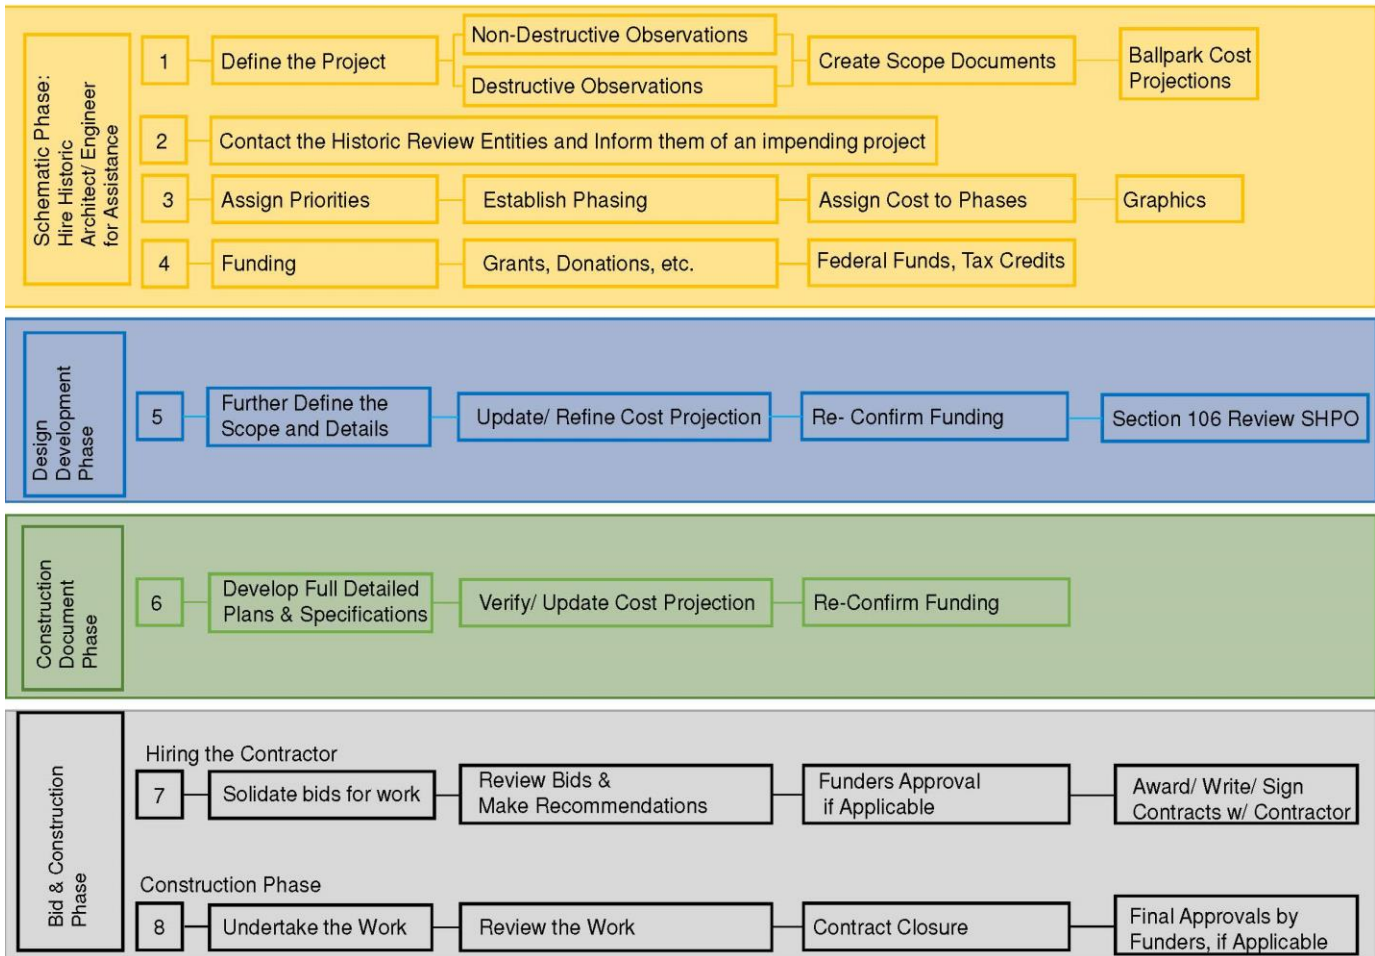 Schematic Phase:
Hire Historic
Architect/ Engineer
for Assistance
1
Define the Project
Non-Destructive Observations
Destructive Observations
Create Scope Documents
Ballpark Cost
Projections
2
Contact the Historic Review Entities and Inform them of an impending project
3
Assign Priorities
Establish Phasing
Assign Cost to Phases
Graphics
4
Funding
Grants, Donations, etc.
Federal Funds, Tax Credits
Design
Development
Phase
5
Further Define the
Scope and Details
Update/ Refine Cost Projection
Re- Confirm Funding
Section 106 Review SHPO
Construction
Document
Phase
6
Develop Full Detailed
Plans & Specifications
Verify/ Update Cost Projection
Re-Confirm Funding
Bid & Construction
Phase
Hiring the Contractor
7
Solidate bids for work
Review Bids &
Make Recommendations
Funders Approval
if Applicable
Award/ Write/ Sign
Contracts w/ Contractor
Construction Phase
8
Undertake the Work
Review the Work
Contract Closure
Final Approvals by
Funders, if Applicable